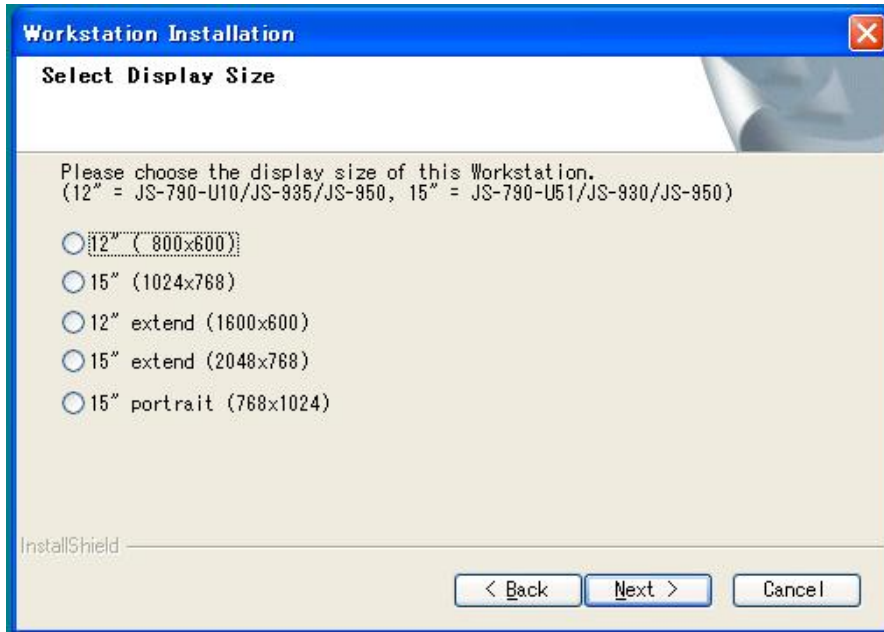 Workstation Installation
Select Display Size
Please choose the display size of this Workstation.
(12" = JS-790-U10/JS-935/JS-950, 15" = JS-790-U51/JS-930/JS-950)
12" ( 800x600)
15" (1024x768)
12" extend (1600x600)
15" extend (2048x768)
15" portrait (768x1024)
InstallShield
< Back Next > Cancel